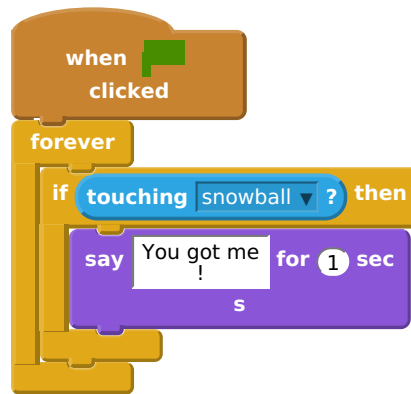 when
clicked
forever
if touching snowball ▼ ? then
say You got me
! for 1 sec
s